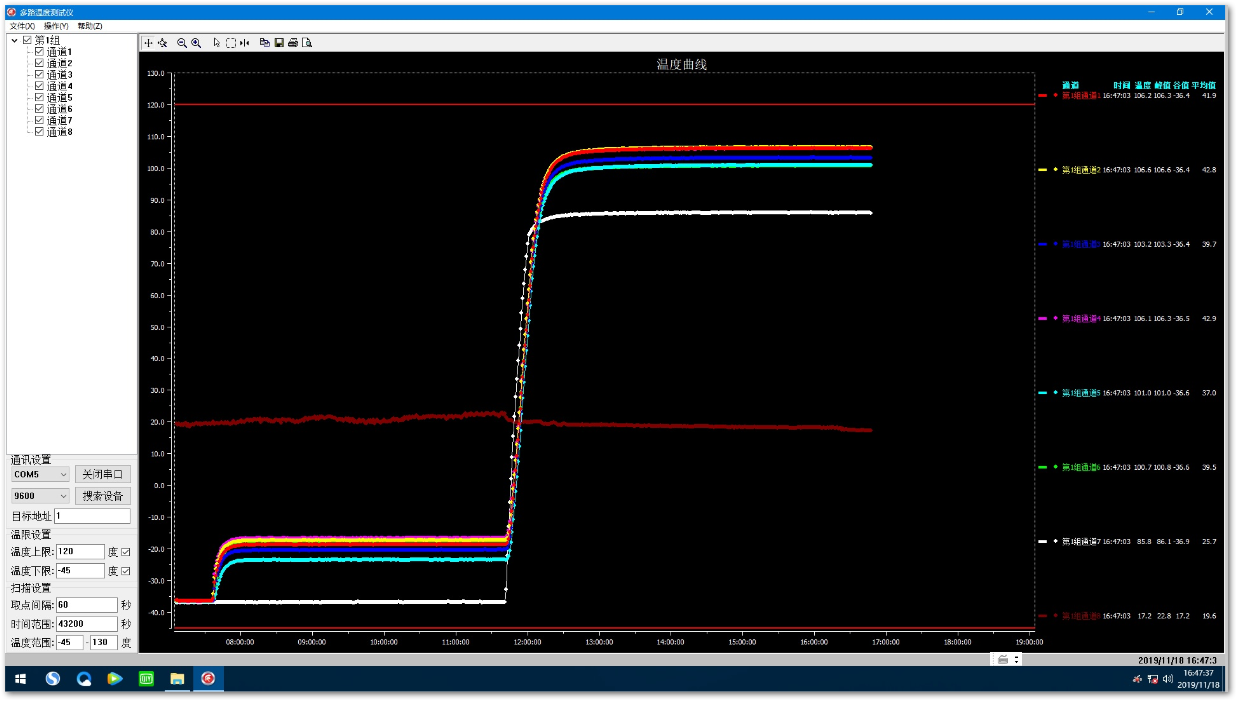 多路温度测试仪
文件(X) 操作(Y) 帮助(Z)
第1组
通道1
通道2
通道3
通道4
通道5
通道6
通道7
通道8
通讯设置
COM5 关闭串口
9600 搜索设备
目标地址 1
温限设置
温度上限: 120 度
温度下限: -45 度
扫描设置
取点间隔: 60 秒
时间范围: 43200 秒
温度范围: -45 - 130 度
温度曲线
130.0
120.0
110.0
100.0
90.0
80.0
70.0
60.0
50.0
40.0
30.0
20.0
10.0
0.0
-10.0
-20.0
-30.0
-40.0
08:00:00 09:00:00 10:00:00 11:00:00 12:00:00 13:00:00 14:00:00 15:00:00 16:00:00 17:00:00 18:00:00 19:00:00
通道 时间 温度 峰值 谷值 平均值
第1组通道1 16:47:03 106.2 106.3 -36.4 41.9
第1组通道2 16:47:03 106.6 106.6 -36.4 42.8
第1组通道3 16:47:03 103.2 103.3 -36.4 39.7
第1组通道4 16:47:03 106.1 106.3 -36.5 42.9
第1组通道5 16:47:03 101.0 101.0 -36.6 37.0
第1组通道6 16:47:03 100.7 100.8 -36.6 39.5
第1组通道7 16:47:03 85.8 86.1 -36.9 25.7
第1组通道8 16:47:03 17.2 22.8 17.2 19.6
2019/11/18 16:47:3
16:47:37
2019/11/18